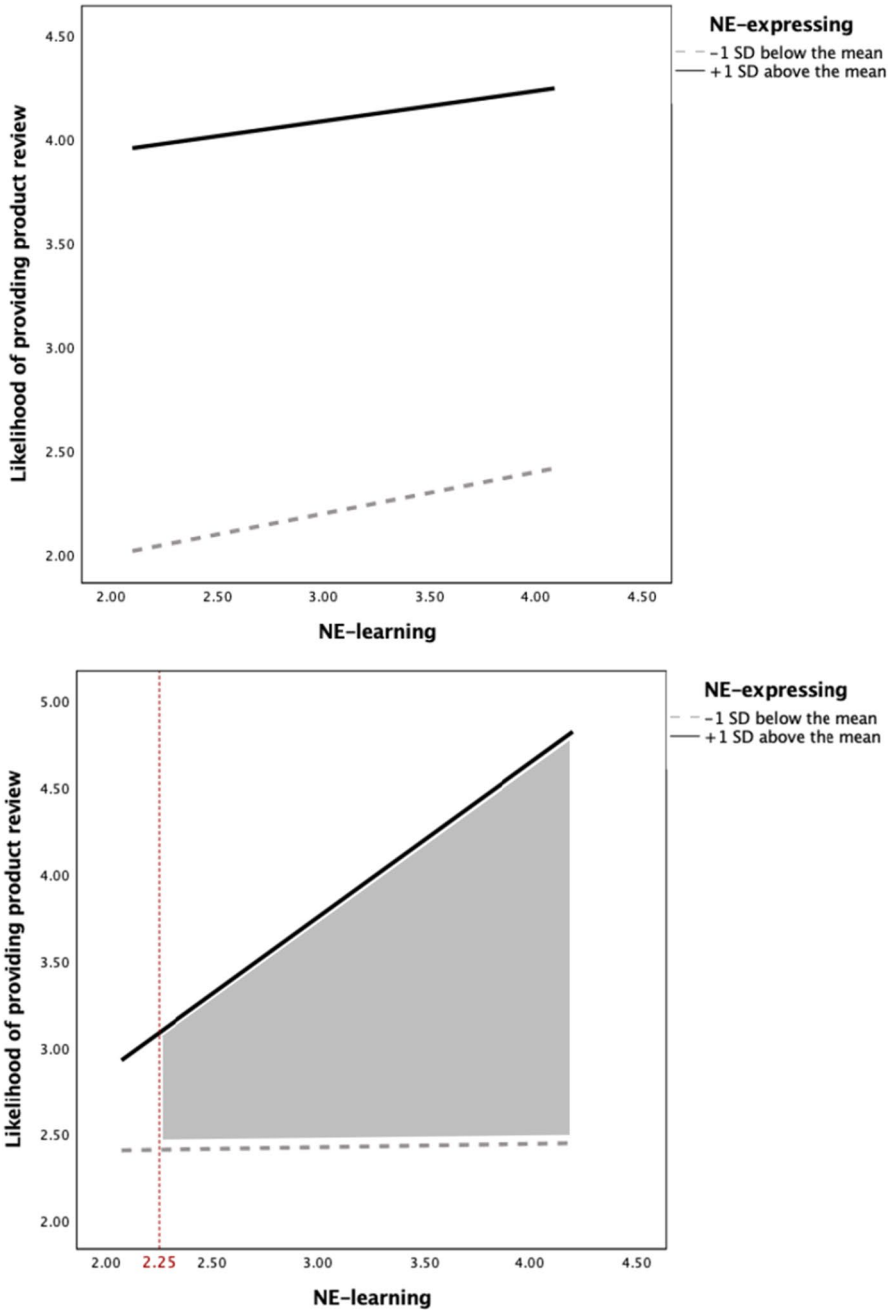 NE-expressing
-1 SD below the mean
+1 SD above the mean
Likelihood of providing product review
4.50
4.00
3.50
3.00
2.50
2.00
2.00 2.50 3.00 3.50 4.00 4.50
NE-learning
NE-expressing
-1 SD below the mean
+1 SD above the mean
Likelihood of providing product review
5.00
4.50
4.00
3.50
3.00
2.50
2.00
2.00 2.25 2.50 3.00 3.50 4.00 4.50
NE-learning